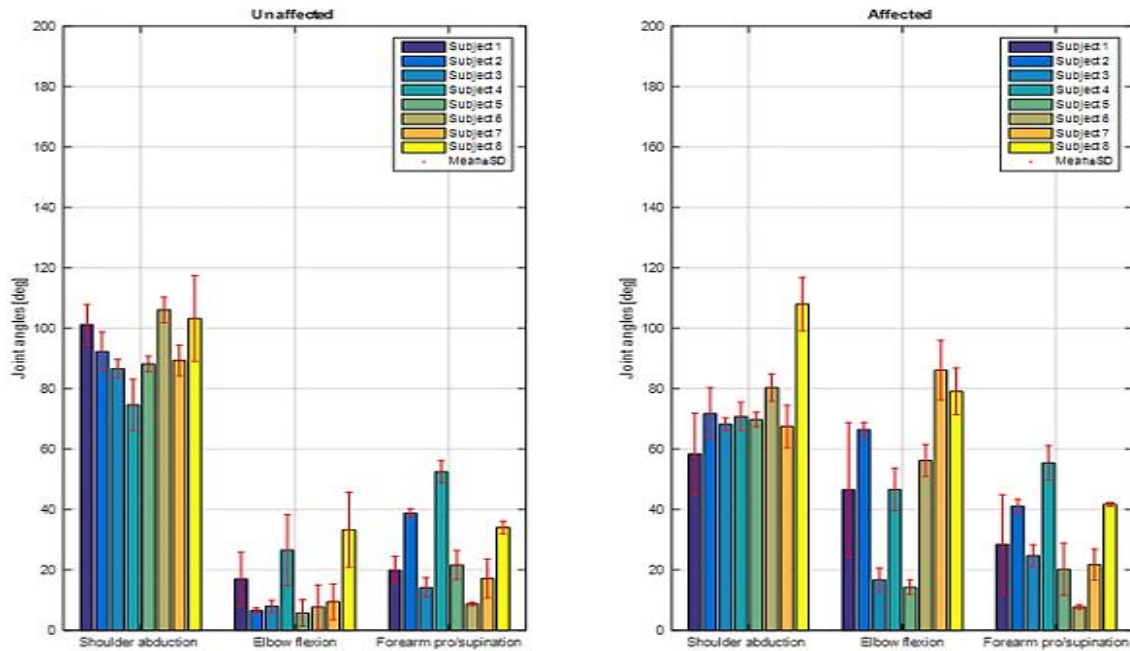 Unaffected
200
180
160
140
120
100
80
60
40
20
0
Joint angles [deg]
Subject 1
Subject 2
Subject 3
Subject 4
Subject 5
Subject 6
Subject 7
Subject 8
Mean±SD
Shoulder abduction
Elbow flexion
Forearm pro/supination
Affected
200
180
160
140
120
100
80
60
40
20
0
Joint angles [deg]
Subject 1
Subject 2
Subject 3
Subject 4
Subject 5
Subject 6
Subject 7
Subject 8
Mean±SD
Shoulder abduction
Elbow flexion
Forearm pro/supination